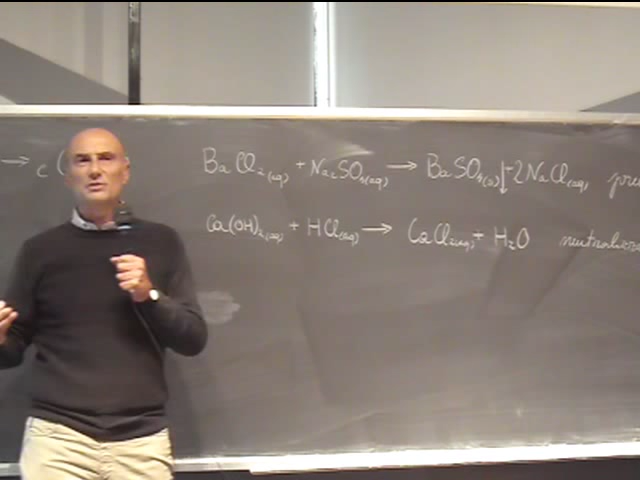 → c (
BaCl₂(aq) + Na₂SO₄(aq) → BaSO₄(s)↓ + 2NaCl(aq)
Ca(OH)₂(aq) + HCl(aq) → CaCl₂(aq) + H₂O